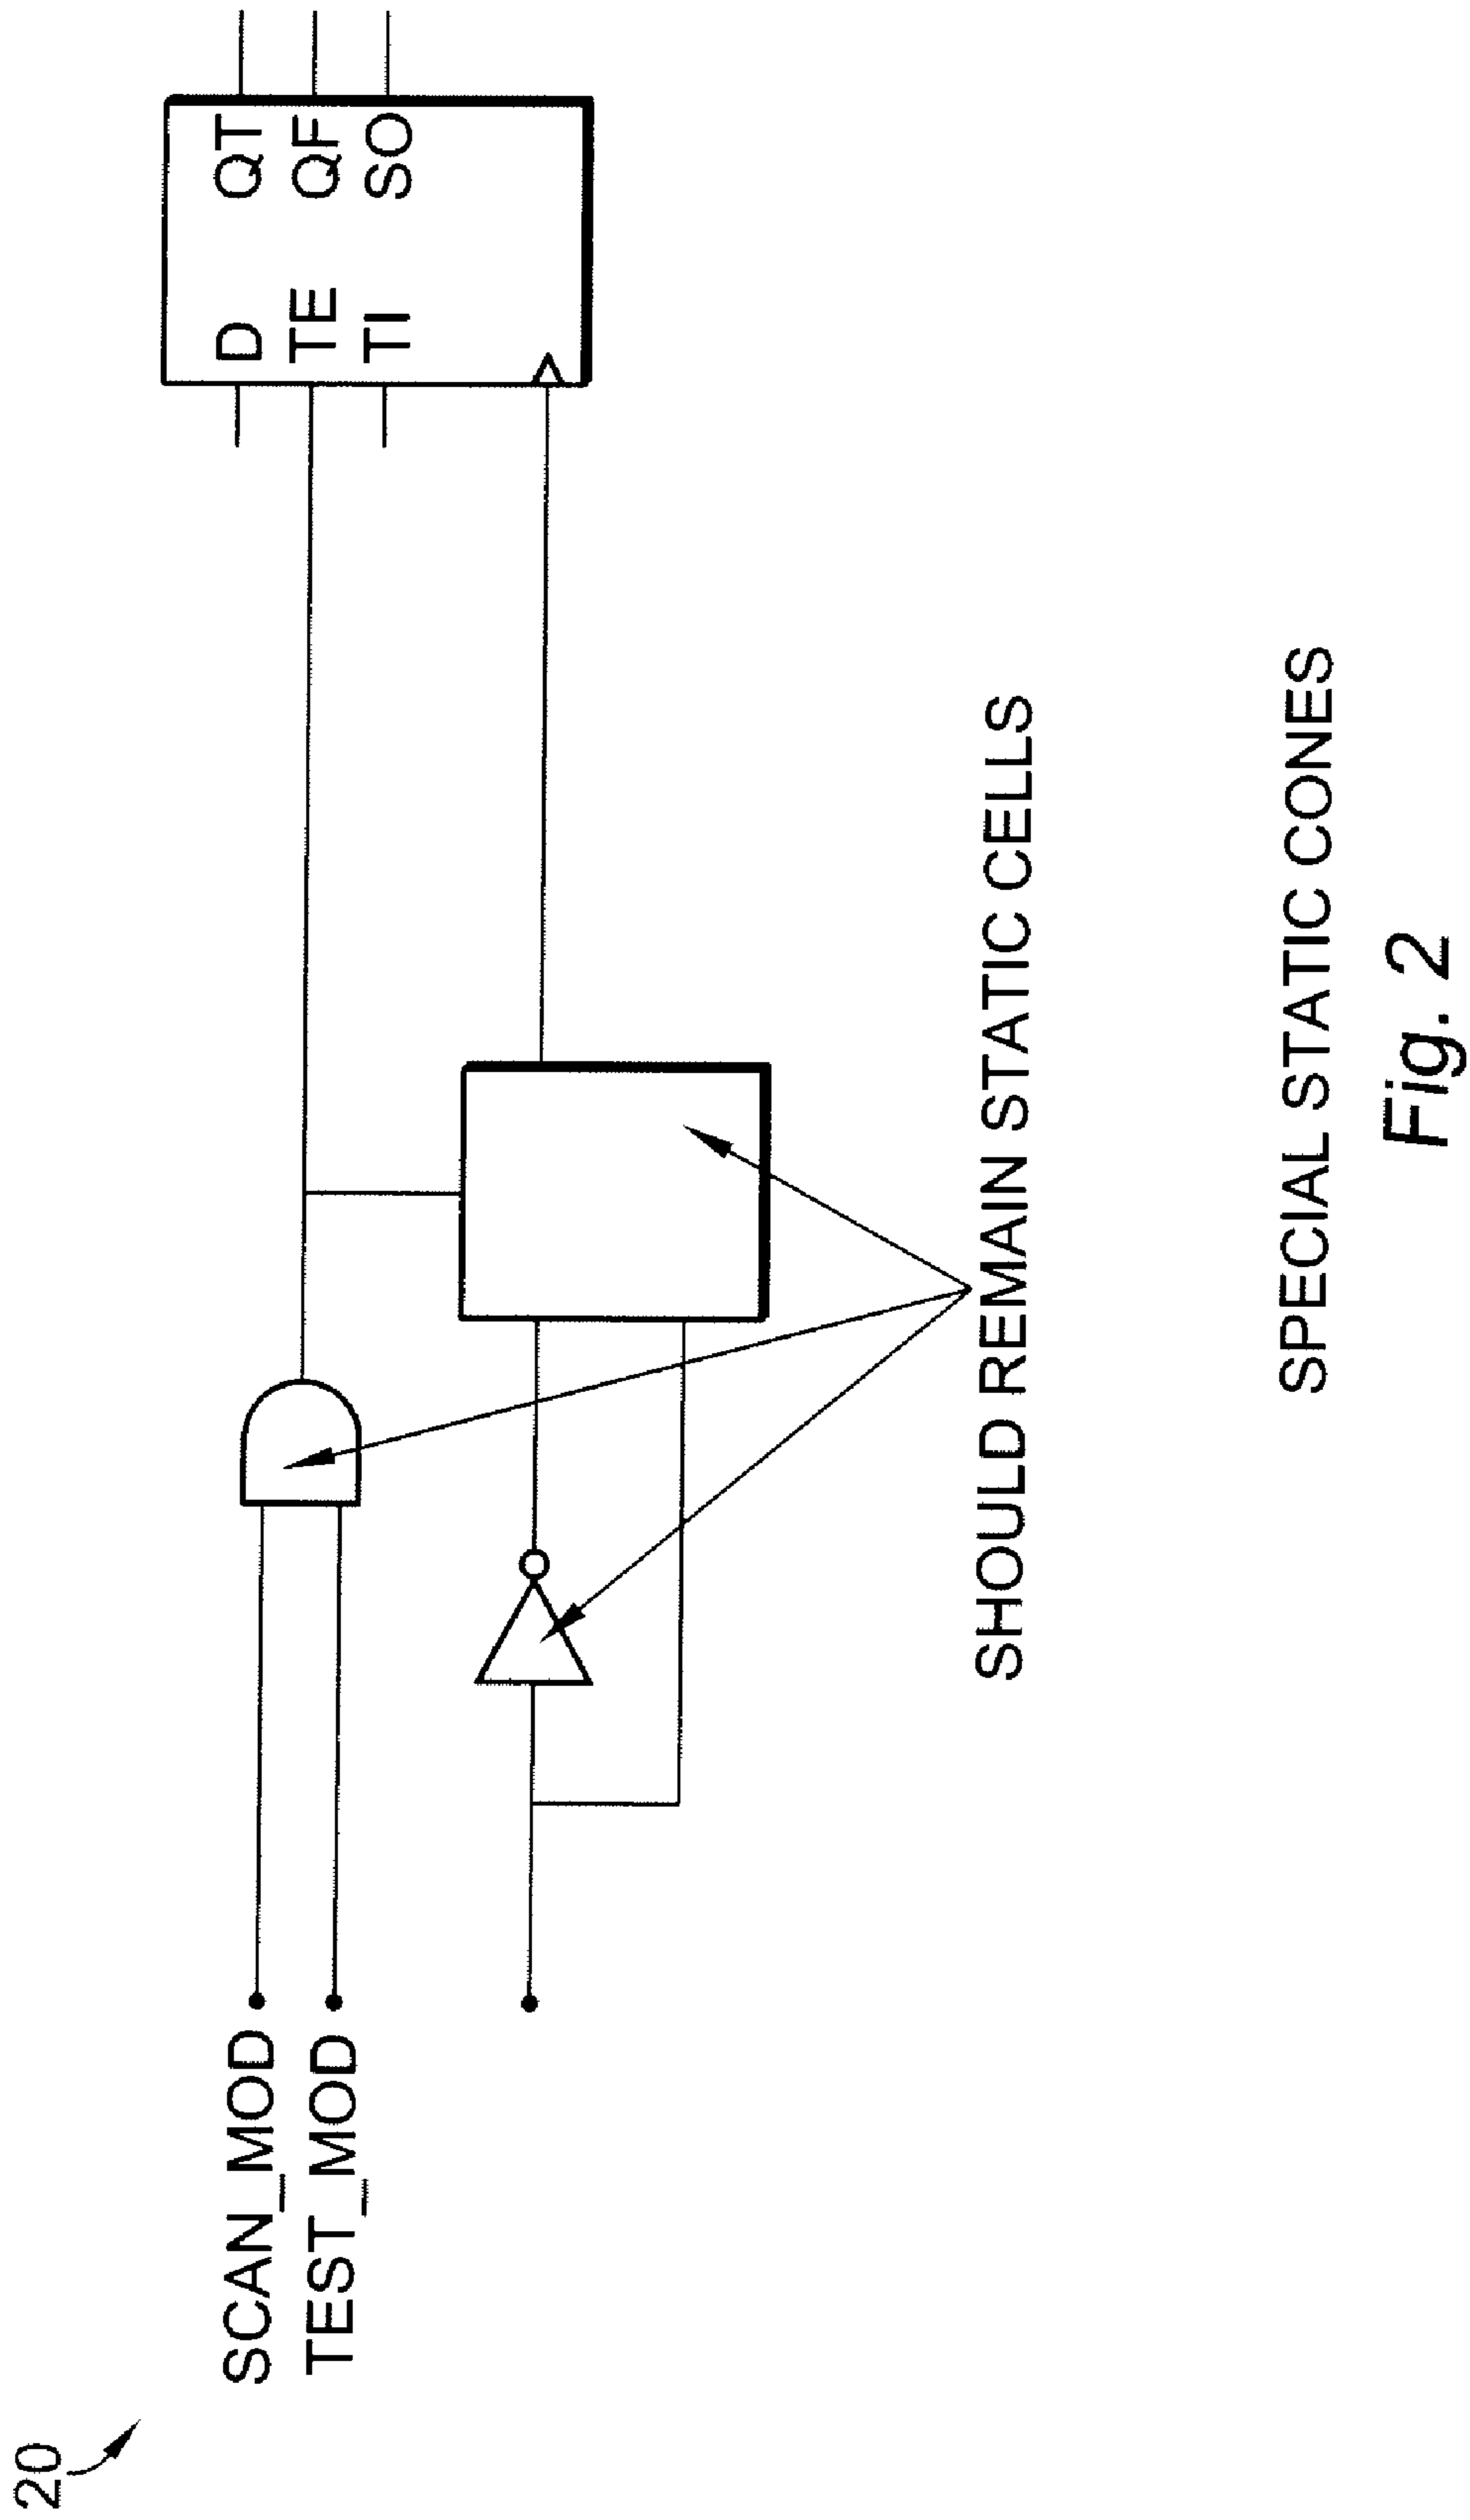 20
SCAN_MOD
TEST_MOD
D QT
TE QF
TI SO
SHOULD REMAIN STATIC CELLS
SPECIAL STATIC CONES
Fig. 2